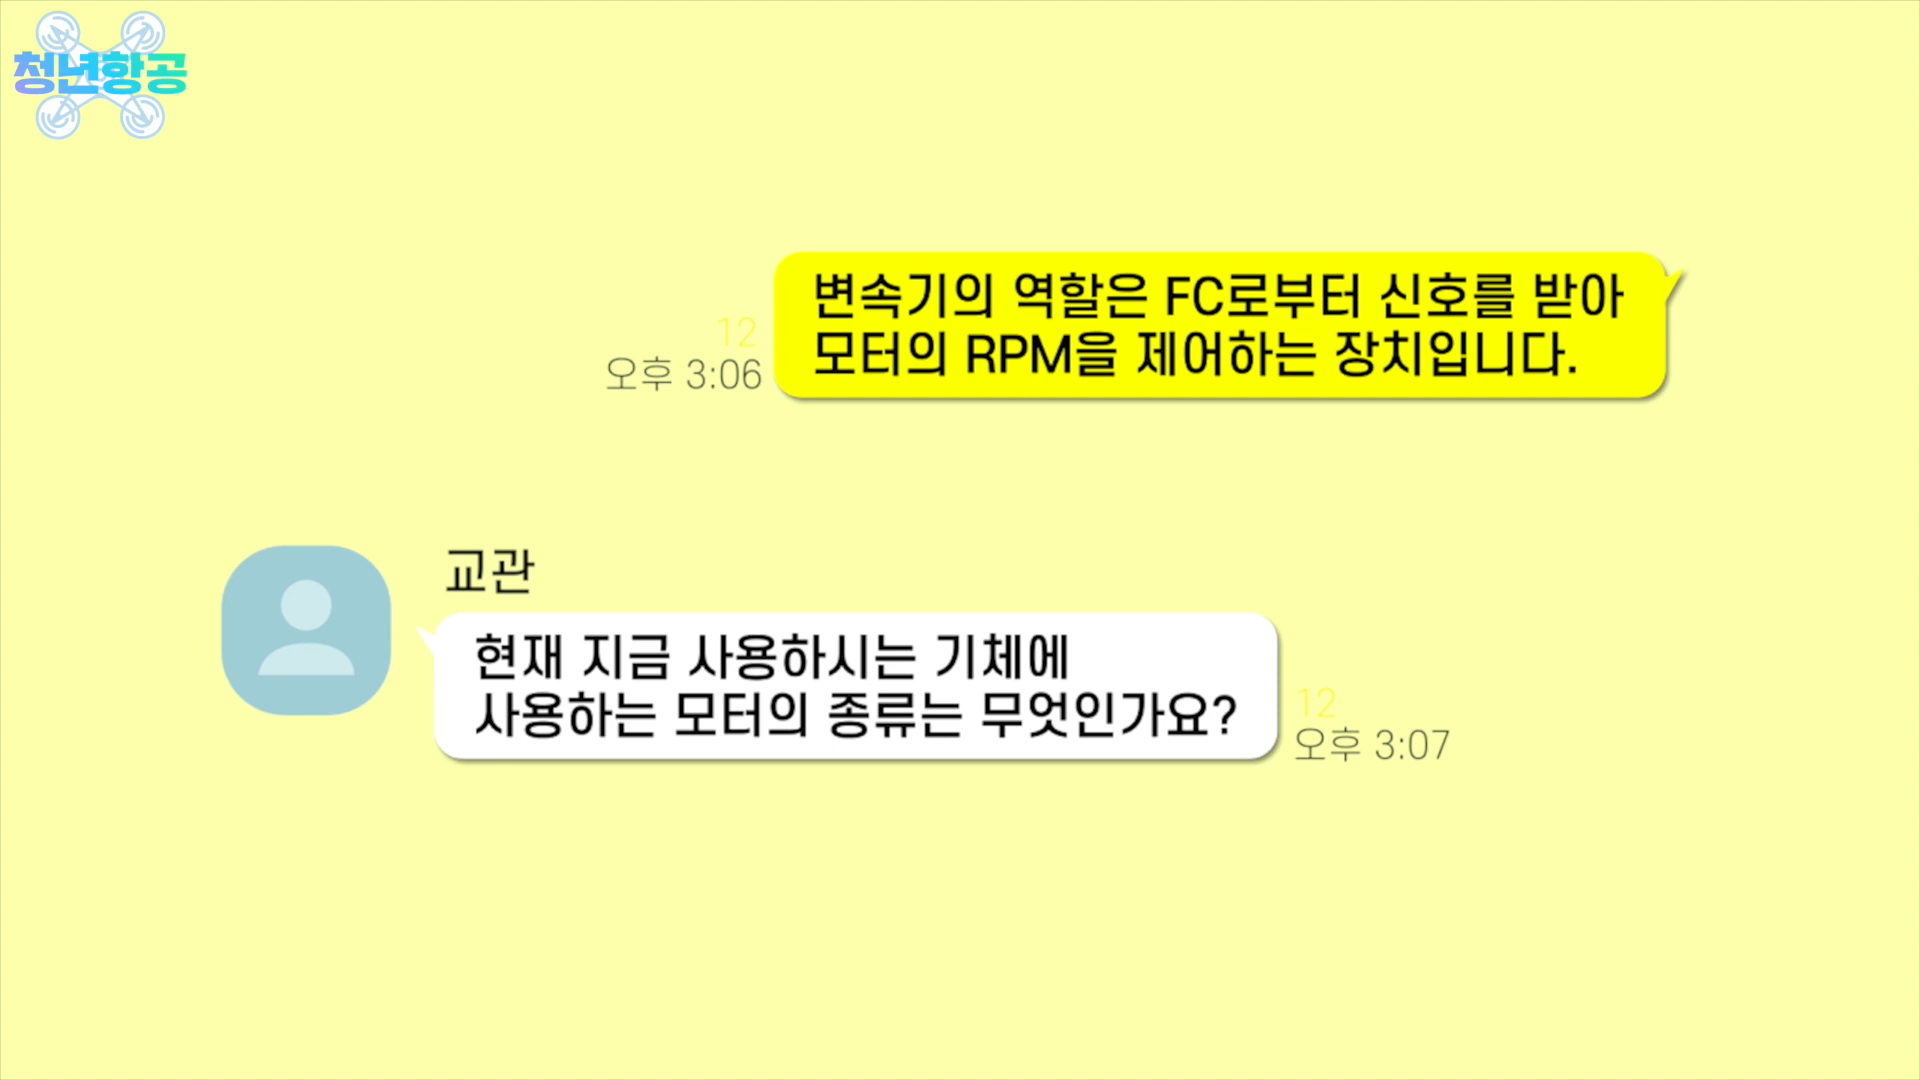 청년항공
변속기의 역할은 FC로부터 신호를 받아
모터의 RPM을 제어하는 장치입니다.
12
오후 3:06
교관
현재 지금 사용하시는 기체에
사용하는 모터의 종류는 무엇인가요?
12
오후 3:07